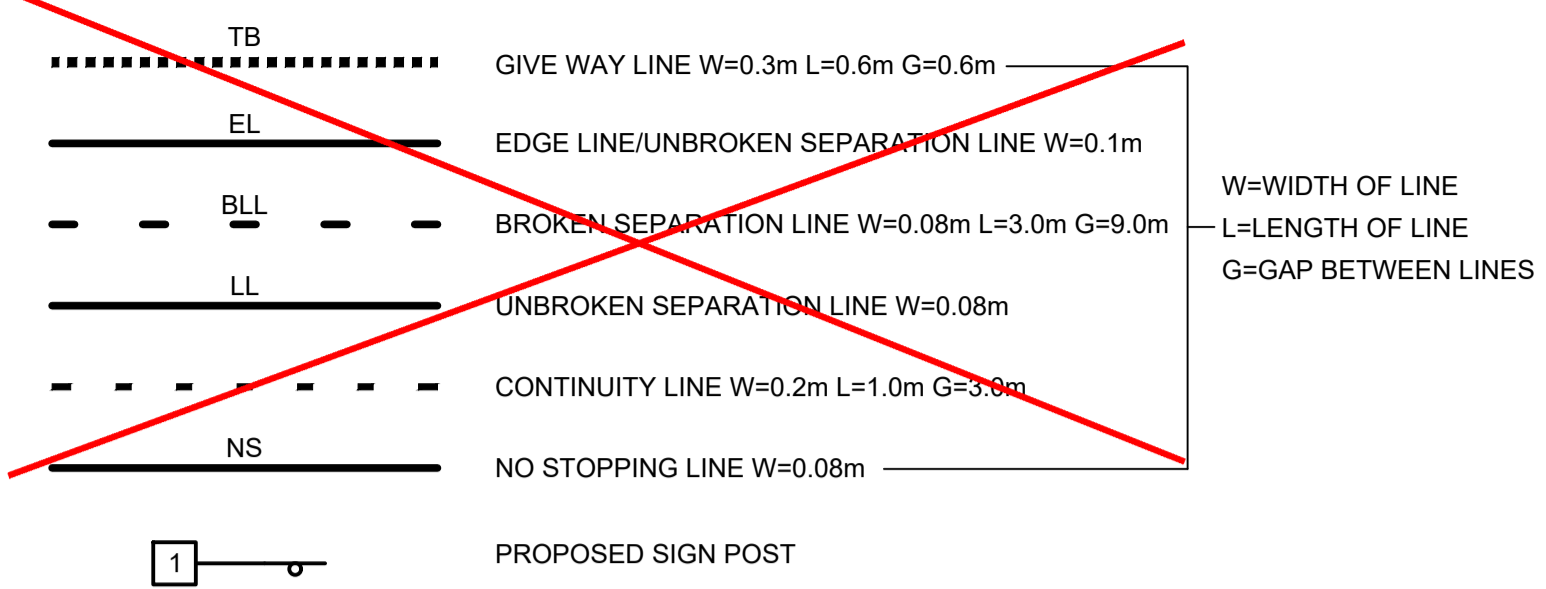 TB
GIVE WAY LINE W=0.3m L=0.6m G=0.6m
EL
EDGE LINE/UNBROKEN SEPARATION LINE W=0.1m
BLL
BROKEN SEPARATION LINE W=0.08m L=3.0m G=9.0m
LL
UNBROKEN SEPARATION LINE W=0.08m
CONTINUITY LINE W=0.2m L=1.0m G=3.0m
NS
NO STOPPING LINE W=0.08m
W=WIDTH OF LINE
L=LENGTH OF LINE
G=GAP BETWEEN LINES
1
PROPOSED SIGN POST